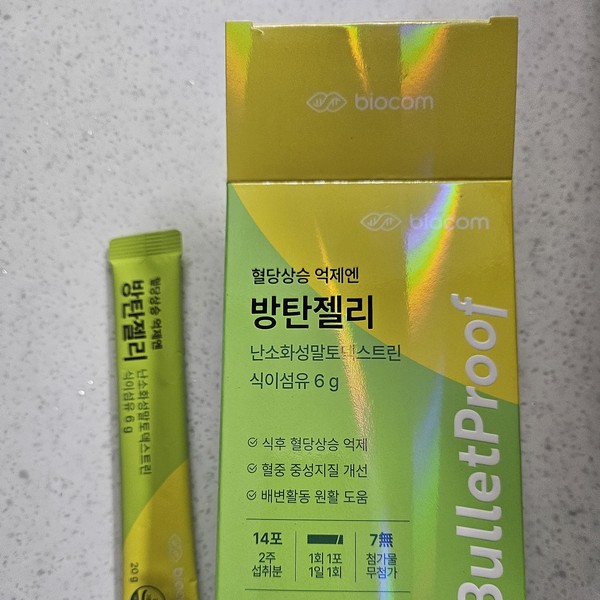 biocom
biocom
혈당상승 억제엔
방탄젤리
난소화성말토덱스트린
식이섬유 6 g
식후 혈당상승 억제
혈중 중성지질 개선
배변활동 원활 도움
14포
2주
섭취분
1회 1포
1일 1회
7無
첨가물
무첨가
BulletProof
혈당상승 억제엔
방탄젤리
난소화성말토덱스트린
식이섬유 6 g
biocom
20 g